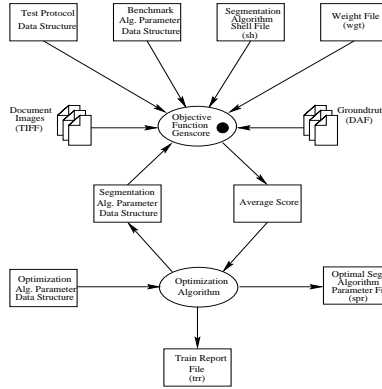 Test Protocol
Data Structure
Benchmark
Alg. Parameter
Data Structure
Segmentation
Algorithm
Shell File
(sh)
Weight File
(wgt)
Document
Images
(TIFF)
Objective
Function
Genscore
Groundtrut
(DAF)
Segmentation
Alg. Parameter
Data Structure
Average Score
Optimization
Alg. Parameter
Data Structure
Optimization
Algorithm
Optimal Seg
Algorithm
Parameter Fi
(spr)
Train Report
File
(trr)